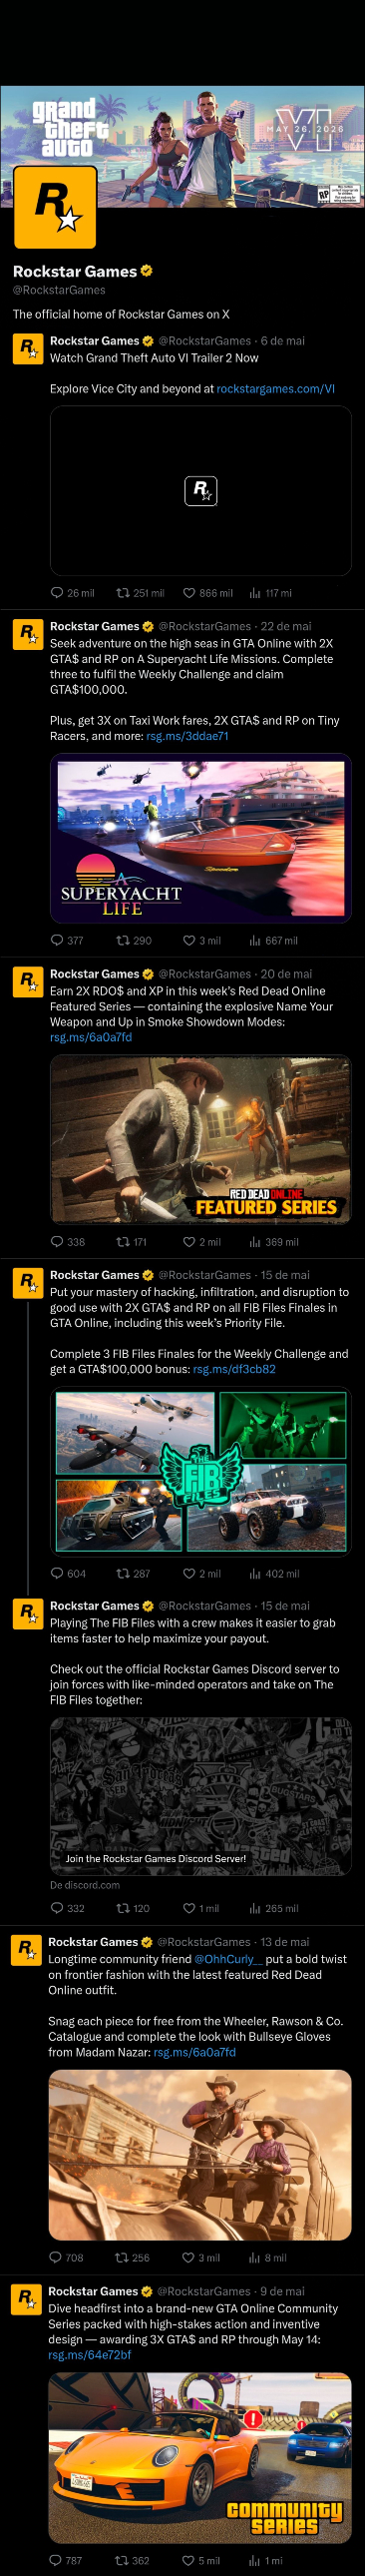 grand
theft
auto
VI
MAY 26, 2026
RP
R
Rockstar Games
@RockstarGames
The official home of Rockstar Games on X
Rockstar Games @RockstarGames · 6 de mai
Watch Grand Theft Auto VI Trailer 2 Now
Explore Vice City and beyond at rockstargames.com/VI
R
26 mil 251 mil 866 mil 117 mi
Rockstar Games @RockstarGames · 22 de mai
Seek adventure on the high seas in GTA Online with 2X
GTA$ and RP on A Superyacht Life Missions. Complete
three to fulfil the Weekly Challenge and claim
GTA$100,000.
Plus, get 3X on Taxi Work fares, 2X GTA$ and RP on Tiny
Racers, and more: rsg.ms/3ddae71
A
SUPERYACHT
LIFE
377 290 3 mil 667 mil
Rockstar Games @RockstarGames · 20 de mai
Earn 2X RDO$ and XP in this week's Red Dead Online
Featured Series — containing the explosive Name Your
Weapon and Up in Smoke Showdown Modes:
rsg.ms/6a0a7fd
RED DEAD ONLINE
FEATURED SERIES
338 171 2 mil 369 mil
Rockstar Games @RockstarGames · 15 de mai
Put your mastery of hacking, infiltration, and disruption to
good use with 2X GTA$ and RP on all FIB Files Finales in
GTA Online, including this week's Priority File.
Complete 3 FIB Files Finales for the Weekly Challenge and
get a GTA$100,000 bonus: rsg.ms/df3cb82
THE
FIB
FILES
604 287 2 mil 402 mil
Rockstar Games @RockstarGames · 15 de mai
Playing The FIB Files with a crew makes it easier to grab
items faster to help maximize your payout.
Check out the official Rockstar Games Discord server to
join forces with like-minded operators and take on The
FIB Files together:
BUGSTARS
Join the Rockstar Games Discord Server!
De discord.com
332 120 1 mil 265 mil
Rockstar Games @RockstarGames · 13 de mai
Longtime community friend @OhhCurly__ put a bold twist
on frontier fashion with the latest featured Red Dead
Online outfit.
Snag each piece for free from the Wheeler, Rawson & Co.
Catalogue and complete the look with Bullseye Gloves
from Madam Nazar: rsg.ms/6a0a7fd
708 256 3 mil 8 mil
Rockstar Games @RockstarGames · 9 de mai
Dive headfirst into a brand-new GTA Online Community
Series packed with high-stakes action and inventive
design — awarding 3X GTA$ and RP through May 14:
rsg.ms/64e72bf
COMMUNITY
SERIES
787 362 5 mil 1 mi